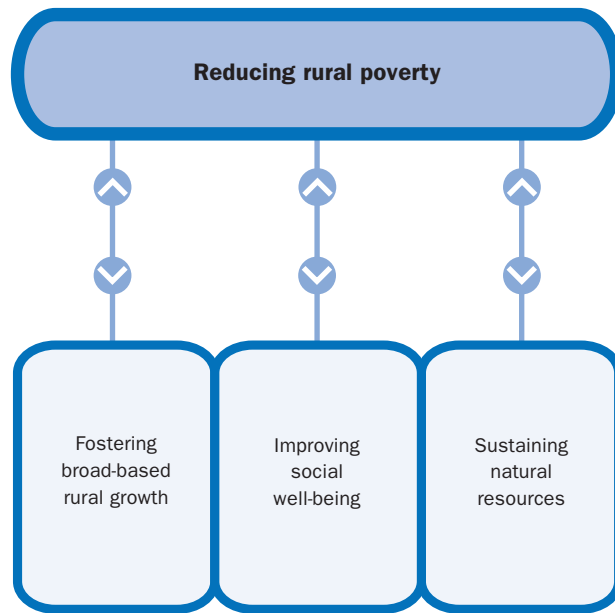 Reducing rural poverty
Fostering
broad-based
rural growth
Improving
social
well-being
Sustaining
natural
resources